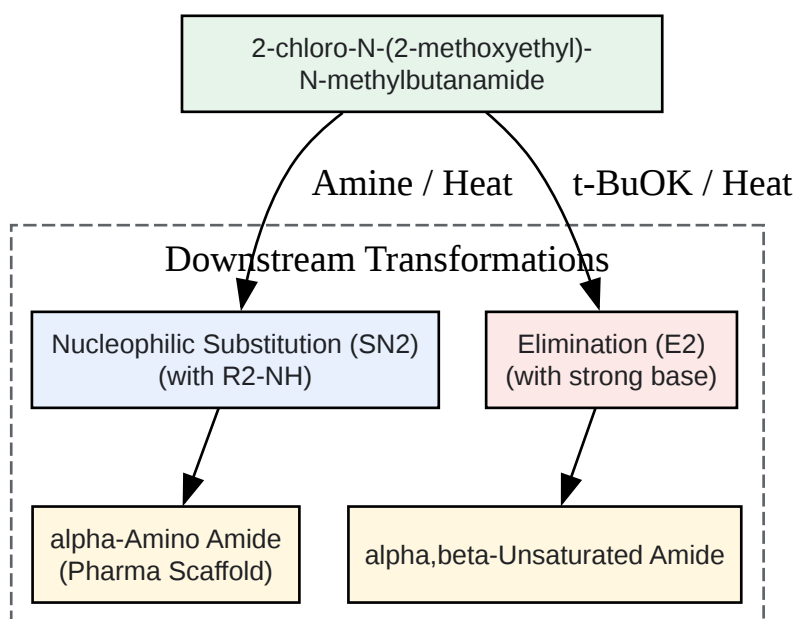 2-chloro-N-(2-methoxyethyl)-
N-methylbutanamide
Amine / Heat
t-BuOK / Heat
Downstream Transformations
Nucleophilic Substitution (SN2)
(with R2-NH)
Elimination (E2)
(with strong base)
alpha-Amino Amide
(Pharma Scaffold)
alpha,beta-Unsaturated Amide